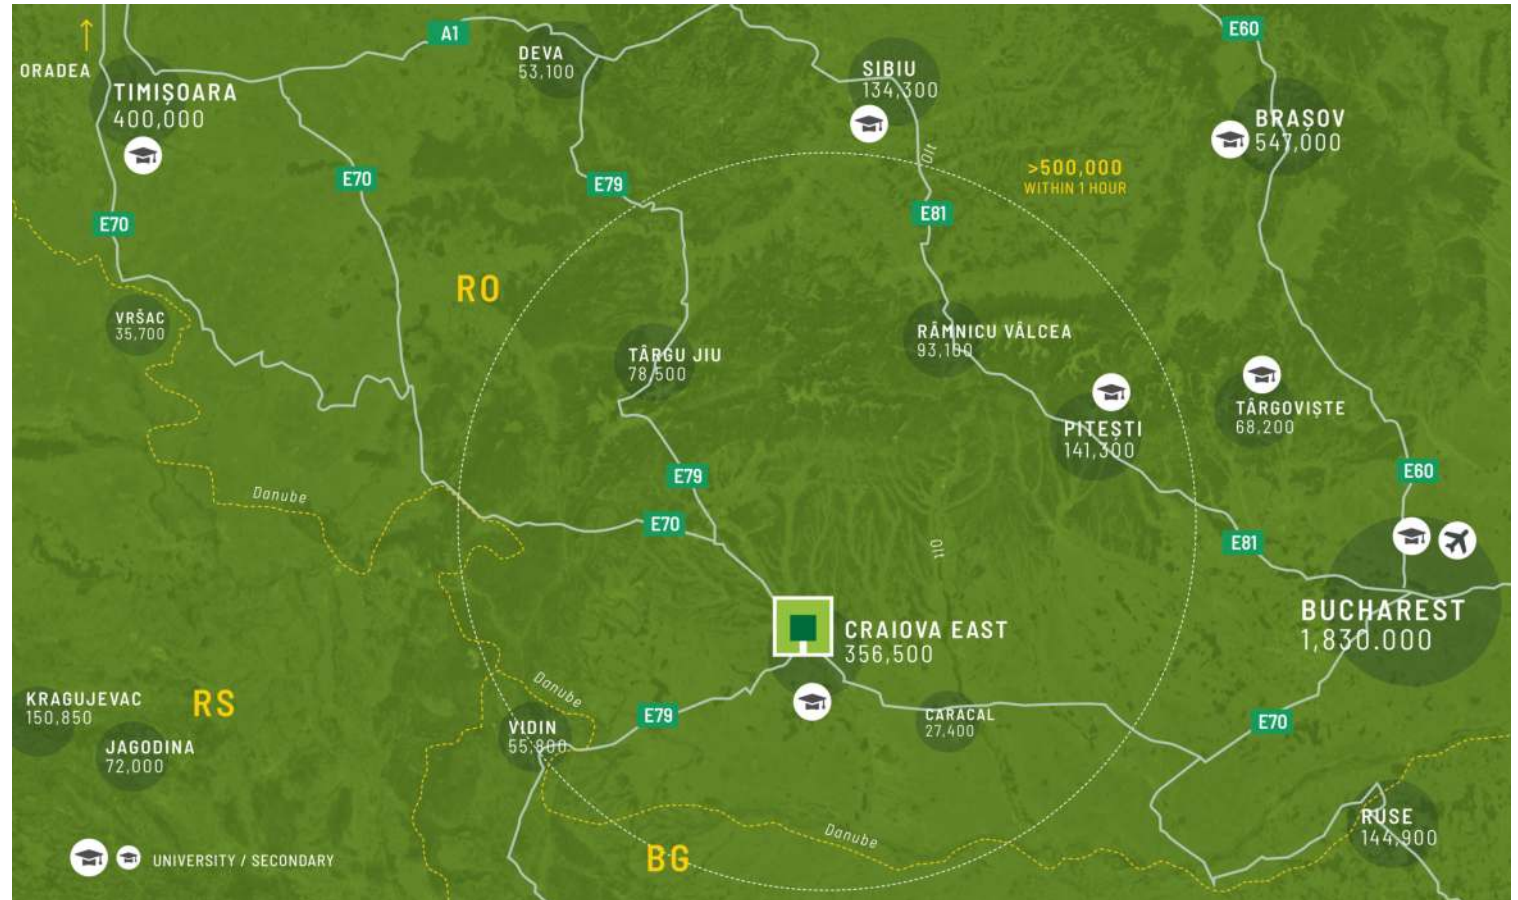 E60
A1
DEVA
53,100
ORADEA
SIBIU
134,300
TIMIȘOARA
400,000
BRAȘOV
547,000
Olt
>500,000
WITHIN 1 HOUR
E70
E79
E81
E70
RO
VRŠAC
35,700
RÂMNICU VÂLCEA
93,100
TÂRGU JIU
78,500
TÂRGOVIȘTE
68,200
PITEȘTI
141,300
E79
E60
Danube
E70
E81
Olt
BUCHAREST
1,830.000
CRAIOVA EAST
356,500
Danube
KRAGUJEVAC
150,850
RS
E79
CARACAL
27,400
E70
VIDIN
55,800
JAGODINA
72,000
RUSE
144,900
Danube
BG
UNIVERSITY / SECONDARY